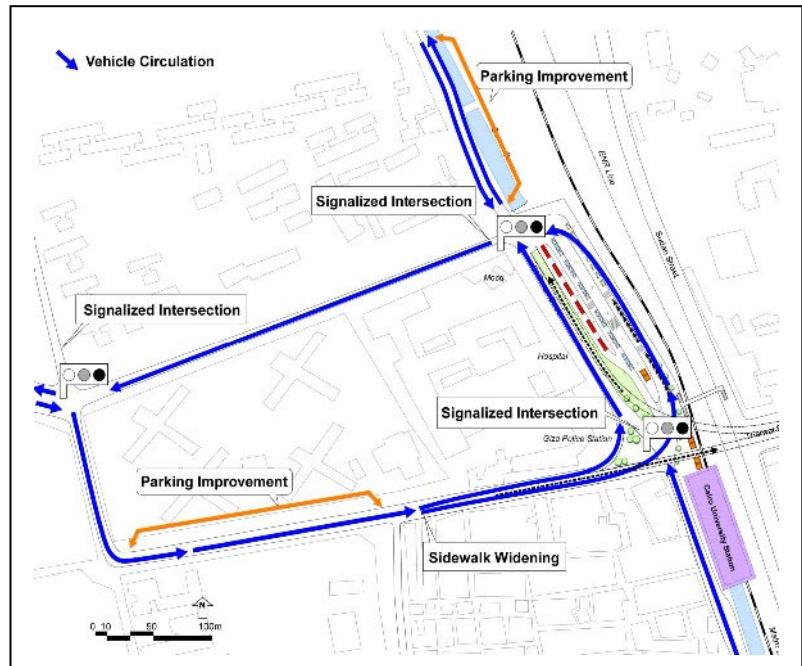 Vehicle Circulation
Parking Improvement
ENR Line
Sudan Street
Signalized Intersection
Mosq
Signalized Intersection
Hospital
Signalized Intersection
Giza Police Station
Parking Improvement
Cairo University Station
Sidewalk Widening
N
0 10 50 100m